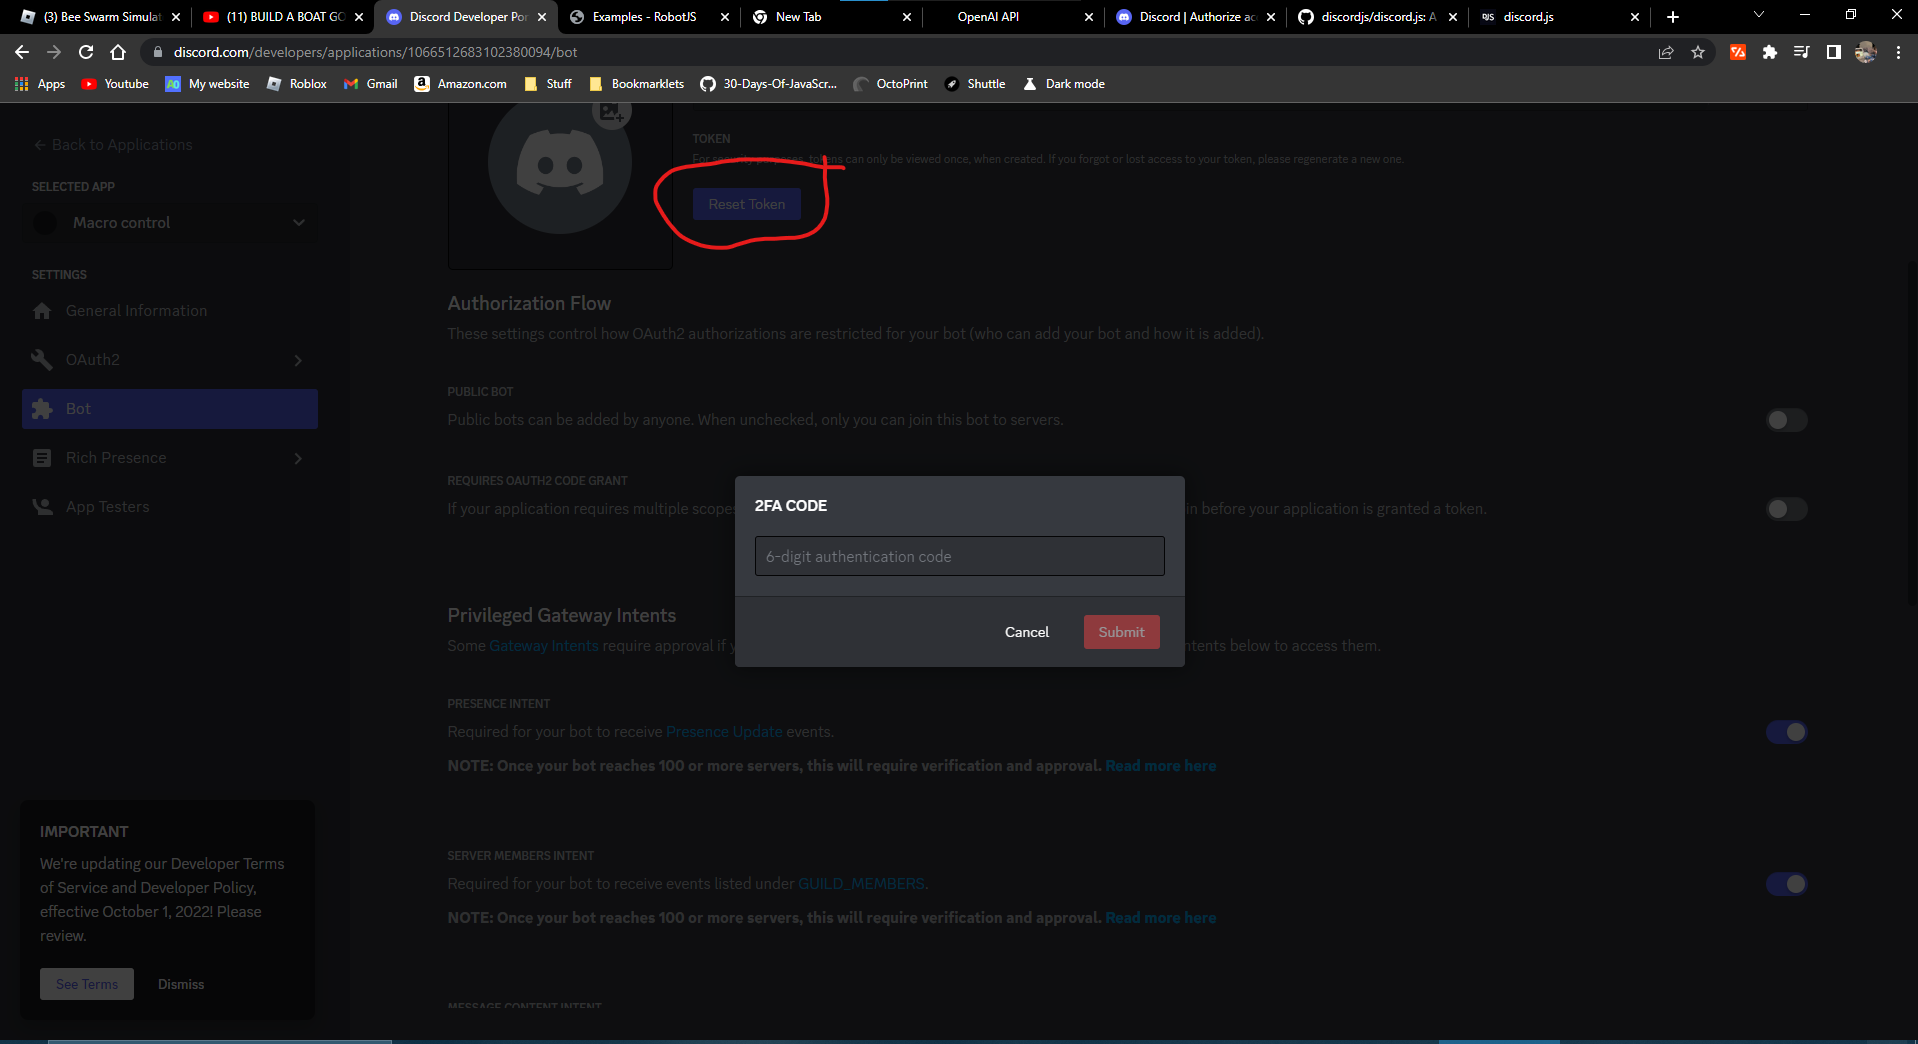 (3) Bee Swarm Simulat
(11) BUILD A BOAT GO
Discord Developer Por
Examples - RobotJS
New Tab
OpenAI API
Discord | Authorize ac
discordjs/discord.js: A
DJS discord.js
discord.com/developers/applications/1066512683102380094/bot
Apps
Youtube
AO My website
Roblox
Gmail
Amazon.com
Stuff
Bookmarklets
30-Days-Of-JavaScr...
OctoPrint
Shuttle
Dark mode
Back to Applications
SELECTED APP
Macro control
SETTINGS
General Information
OAuth2
Bot
Rich Presence
App Testers
IMPORTANT
We're updating our Developer Terms
of Service and Developer Policy,
effective October 1, 2022! Please
review.
See Terms
Dismiss
TOKEN
For security purposes, tokens can only be viewed once, when created. If you forgot or lost access to your token, please regenerate a new one.
Reset Token
Authorization Flow
These settings control how OAuth2 authorizations are restricted for your bot (who can add your bot and how it is added).
PUBLIC BOT
Public bots can be added by anyone. When unchecked, only you can join this bot to servers.
REQUIRES OAUTH2 CODE GRANT
If your application requires multiple scopes
in before your application is granted a token.
2FA CODE
6-digit authentication code
Cancel
Submit
Privileged Gateway Intents
Some Gateway Intents require approval if y
ntents below to access them.
PRESENCE INTENT
Required for your bot to receive Presence Update events.
NOTE: Once your bot reaches 100 or more servers, this will require verification and approval. Read more here
SERVER MEMBERS INTENT
Required for your bot to receive events listed under GUILD_MEMBERS.
NOTE: Once your bot reaches 100 or more servers, this will require verification and approval. Read more here
MESSAGE CONTENT INTENT